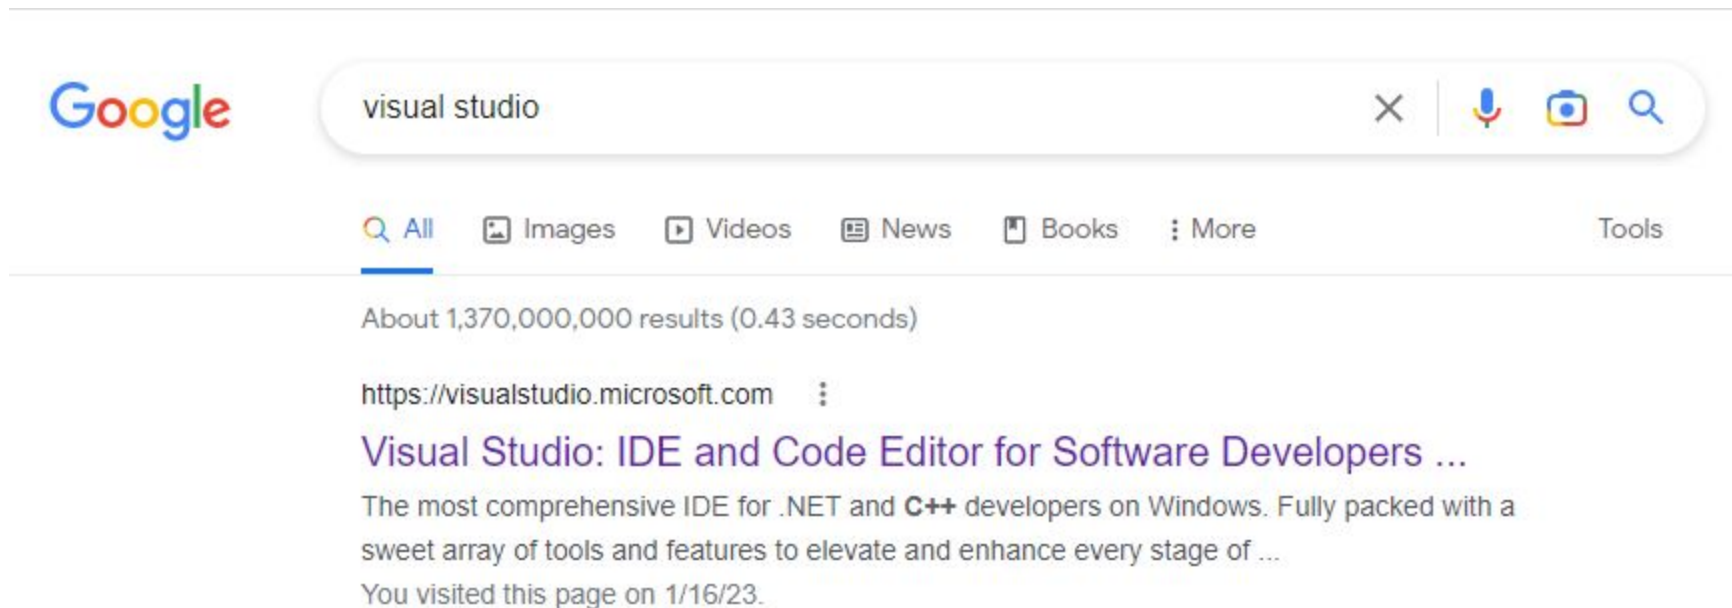 Google
visual studio
All Images Videos News Books More Tools
About 1,370,000,000 results (0.43 seconds)
https://visualstudio.microsoft.com
Visual Studio: IDE and Code Editor for Software Developers ...
The most comprehensive IDE for .NET and C++ developers on Windows. Fully packed with a
sweet array of tools and features to elevate and enhance every stage of ...
You visited this page on 1/16/23.